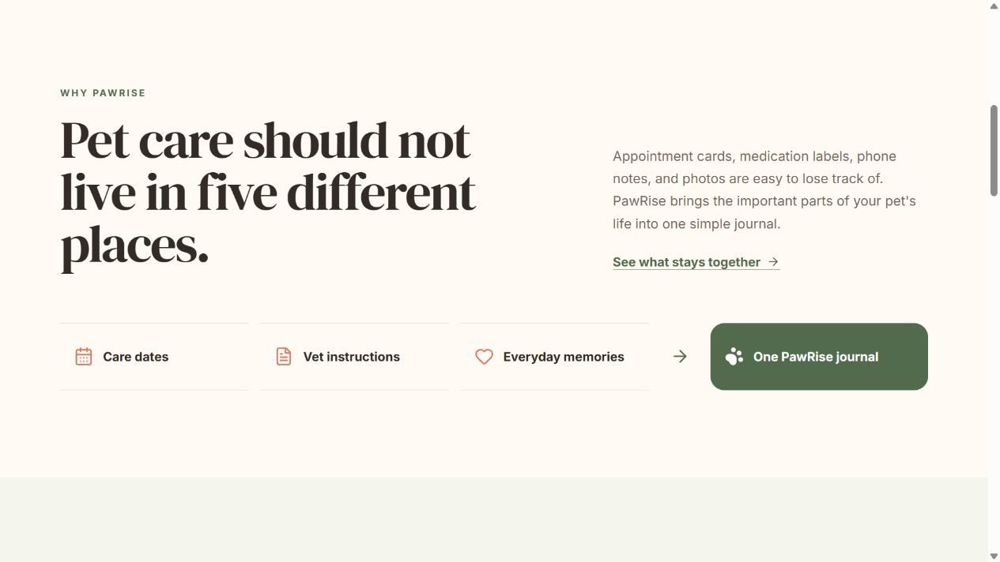 WHY PAWRISE
Pet care should not
live in five different
places.
Appointment cards, medication labels, phone
notes, and photos are easy to lose track of.
PawRise brings the important parts of your pet's
life into one simple journal.
See what stays together →
Care dates
Vet instructions
Everyday memories
→
One PawRise journal